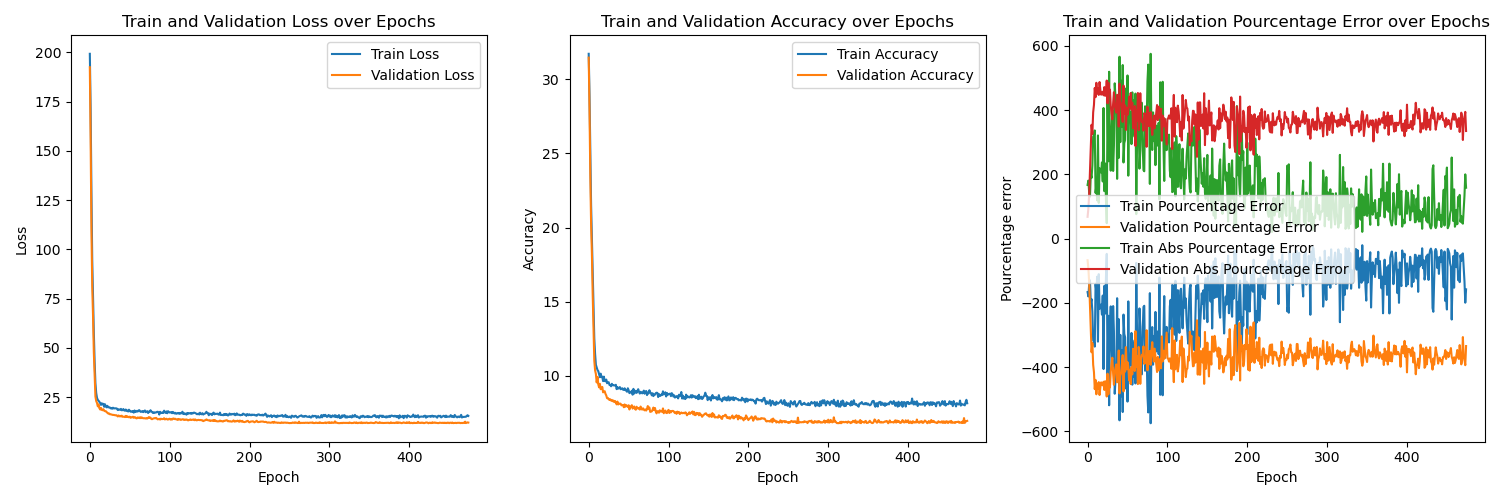 Train and Validation Loss over Epochs
Loss
200
175
150
125
100
75
50
25
Train Loss
Validation Loss
0
100
200
300
400
Epoch
Train and Validation Accuracy over Epochs
Accuracy
30
25
20
15
10
Train Accuracy
Validation Accuracy
0
100
200
300
400
Epoch
Train and Validation Pourcentage Error over Epochs
Pourcentage error
600
400
200
0
−200
−400
−600
Train Pourcentage Error
Validation Pourcentage Error
Train Abs Pourcentage Error
Validation Abs Pourcentage Error
0
100
200
300
400
Epoch